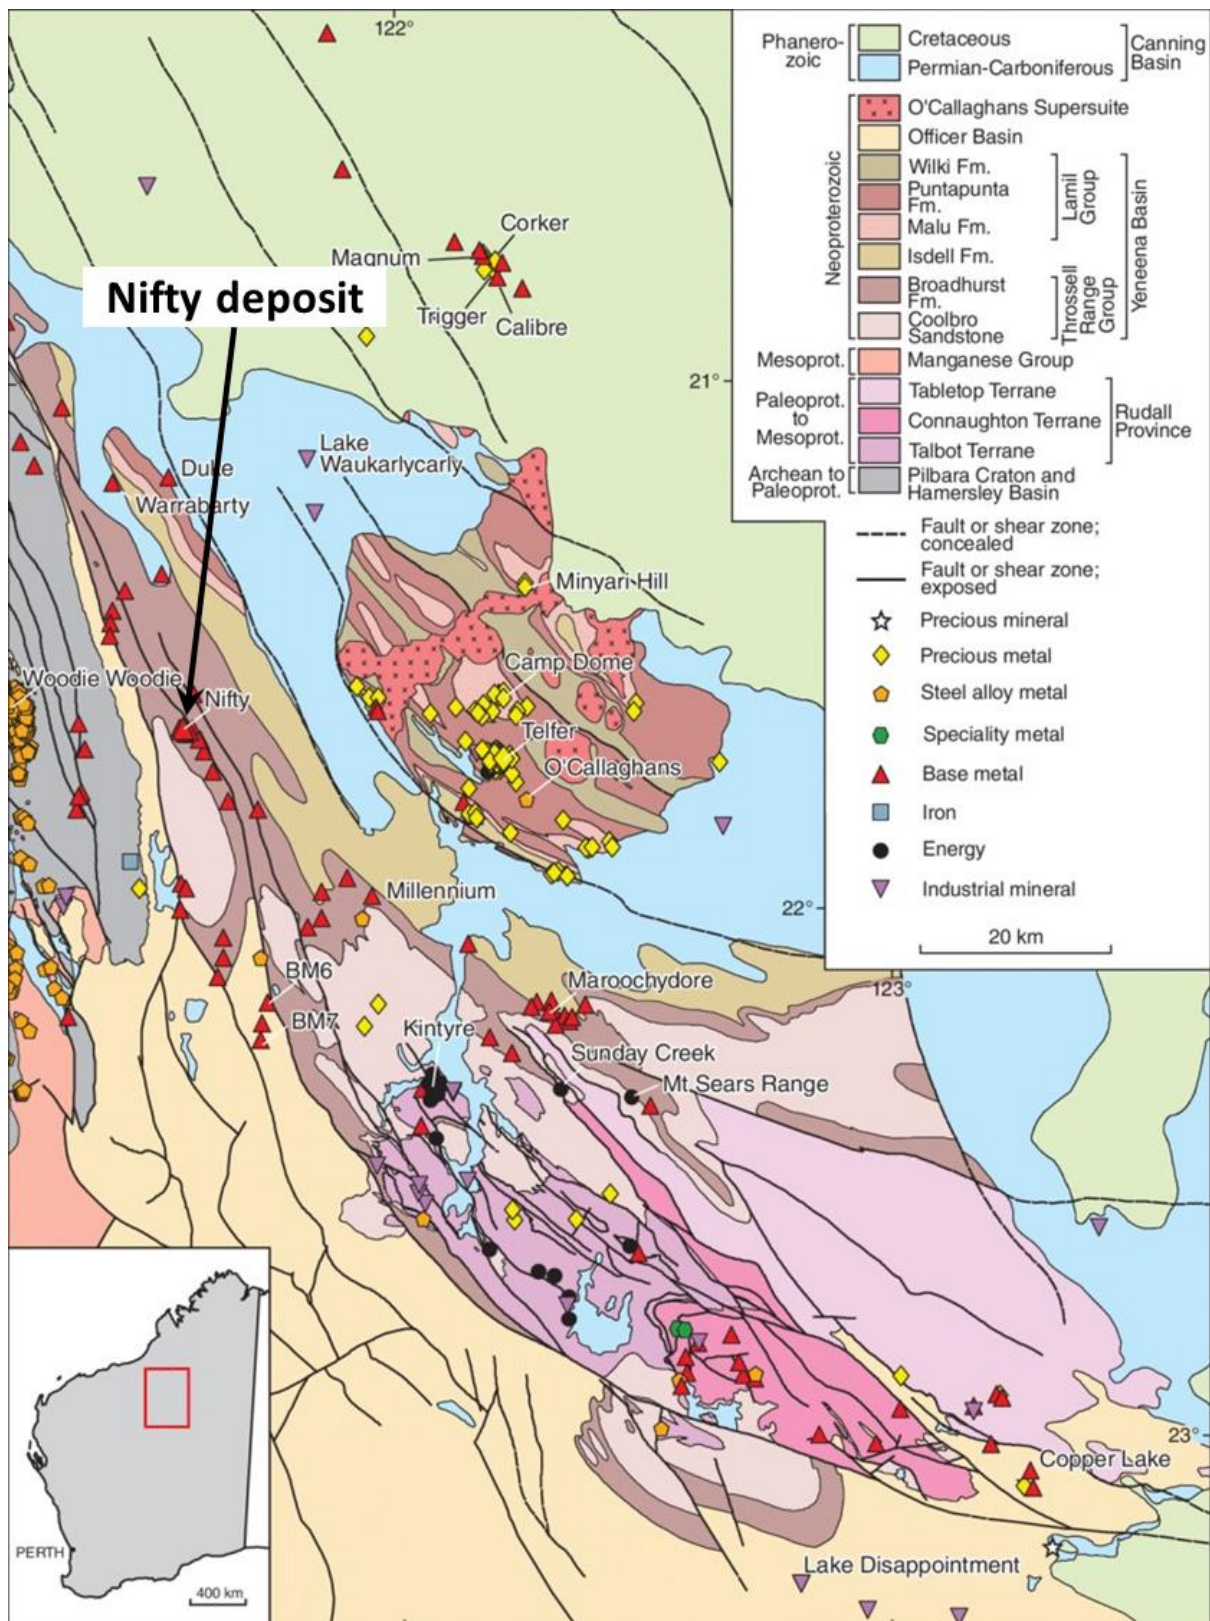 122°
Corker
Magnum
Nifty deposit
Trigger
Calibre
21°
Lake
Waukarlycarly
Duke
Warrabarty
Minyari Hill
Woodie Woodie
Nifty
Camp Dome
Telfer
O'Callaghans
Millennium
22°
BM6
BM7
Maroochydore
123°
Kintyre
Sunday Creek
Mt Sears Range
23°
Copper Lake
Lake Disappointment
PERTH
400 km
Phanero-
zoic
Cretaceous
Permian-Carboniferous
Canning
Basin
Neoproterozoic
O'Callaghans Supersuite
Officer Basin
Wilki Fm.
Puntapunta
Fm.
Malu Fm.
Lamil
Group
Isdell Fm.
Broadhurst
Fm.
Coolbro
Sandstone
Throssell
Range
Group
Yeneena Basin
Mesoprot.
Manganese Group
Paleoprot.
to
Mesoprot.
Tabletop Terrane
Connaughton Terrane
Talbot Terrane
Rudall
Province
Archean to
Paleoprot.
Pilbara Craton and
Hamersley Basin
Fault or shear zone;
concealed
Fault or shear zone;
exposed
Precious mineral
Precious metal
Steel alloy metal
Speciality metal
Base metal
Iron
Energy
Industrial mineral
20 km